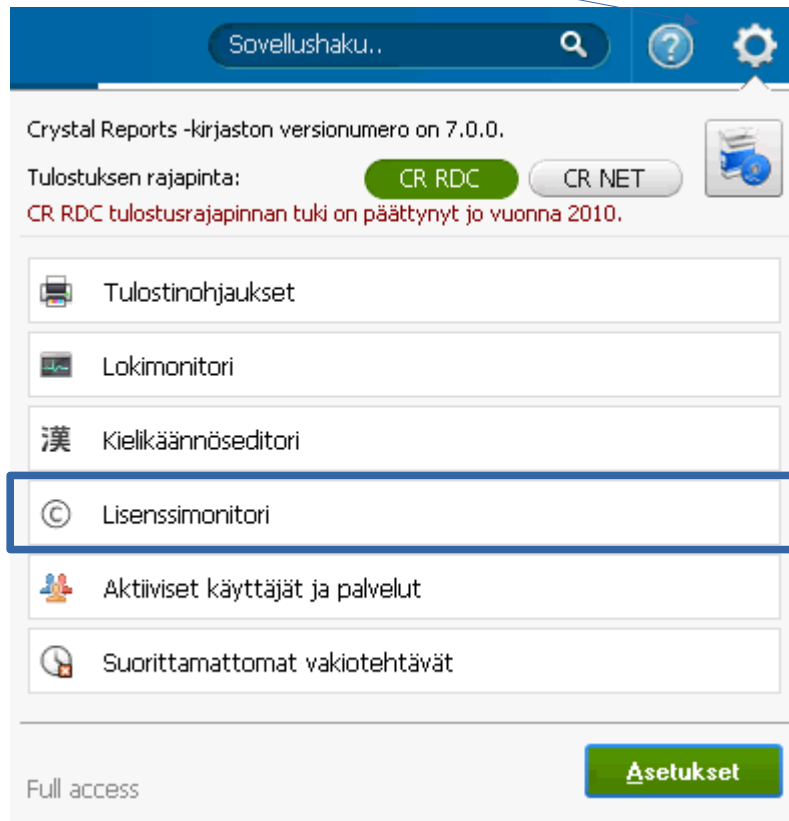 Sovellushaku..
Crystal Reports -kirjaston versionumero on 7.0.0.
Tulostuksen rajapinta: CR RDC CR NET
CR RDC tulostusrajapinnan tuki on päättynyt jo vuonna 2010.
Tulostinohjaukset
Lokimonitori
漢 Kielikäännöseditori
© Lisenssimonitori
Aktiiviset käyttäjät ja palvelut
Suorittamattomat vakiotehtävät
Full access
Asetukset